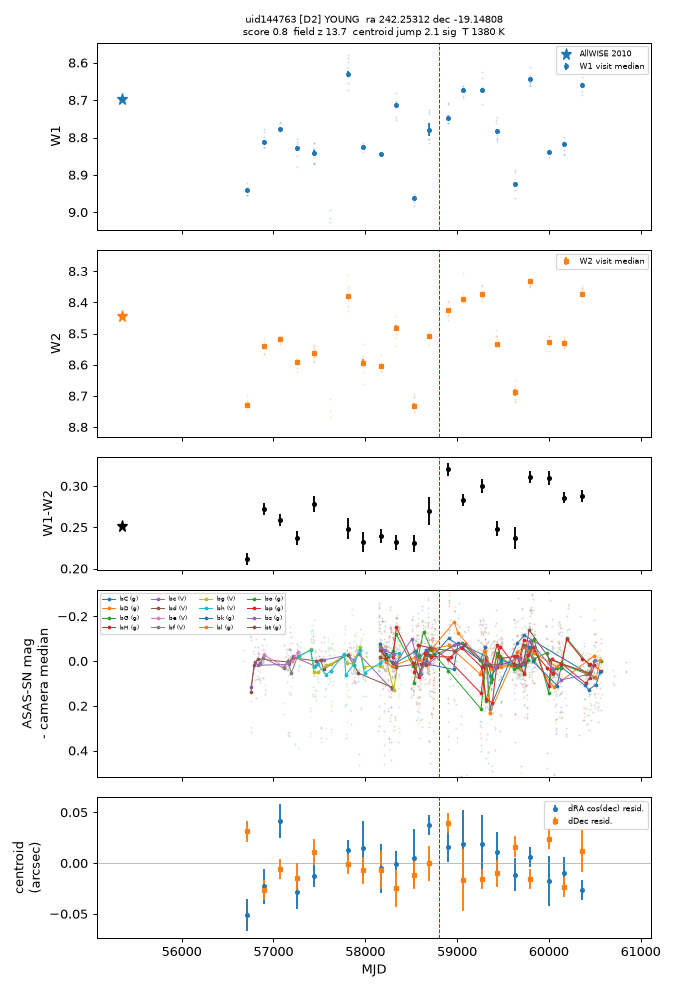 uid144763 [D2] YOUNG  ra 242.25312 dec -19.14808
score 0.8  field z 13.7  centroid jump 2.1 sig  T 1380 K
AllWISE 2010
W1 visit median
8.6
8.7
8.8
8.9
9.0
W1
W2 visit median
8.3
8.4
8.5
8.6
8.7
8.8
W2
0.30
0.25
0.20
W1-W2
−0.2
0.0
0.2
0.4
ASAS-SN mag
- camera median
dRA cos(dec) resid.
dDec resid.
0.05
0.00
−0.05
centroid
(arcsec)
56000 57000 58000 59000 60000 61000
MJD